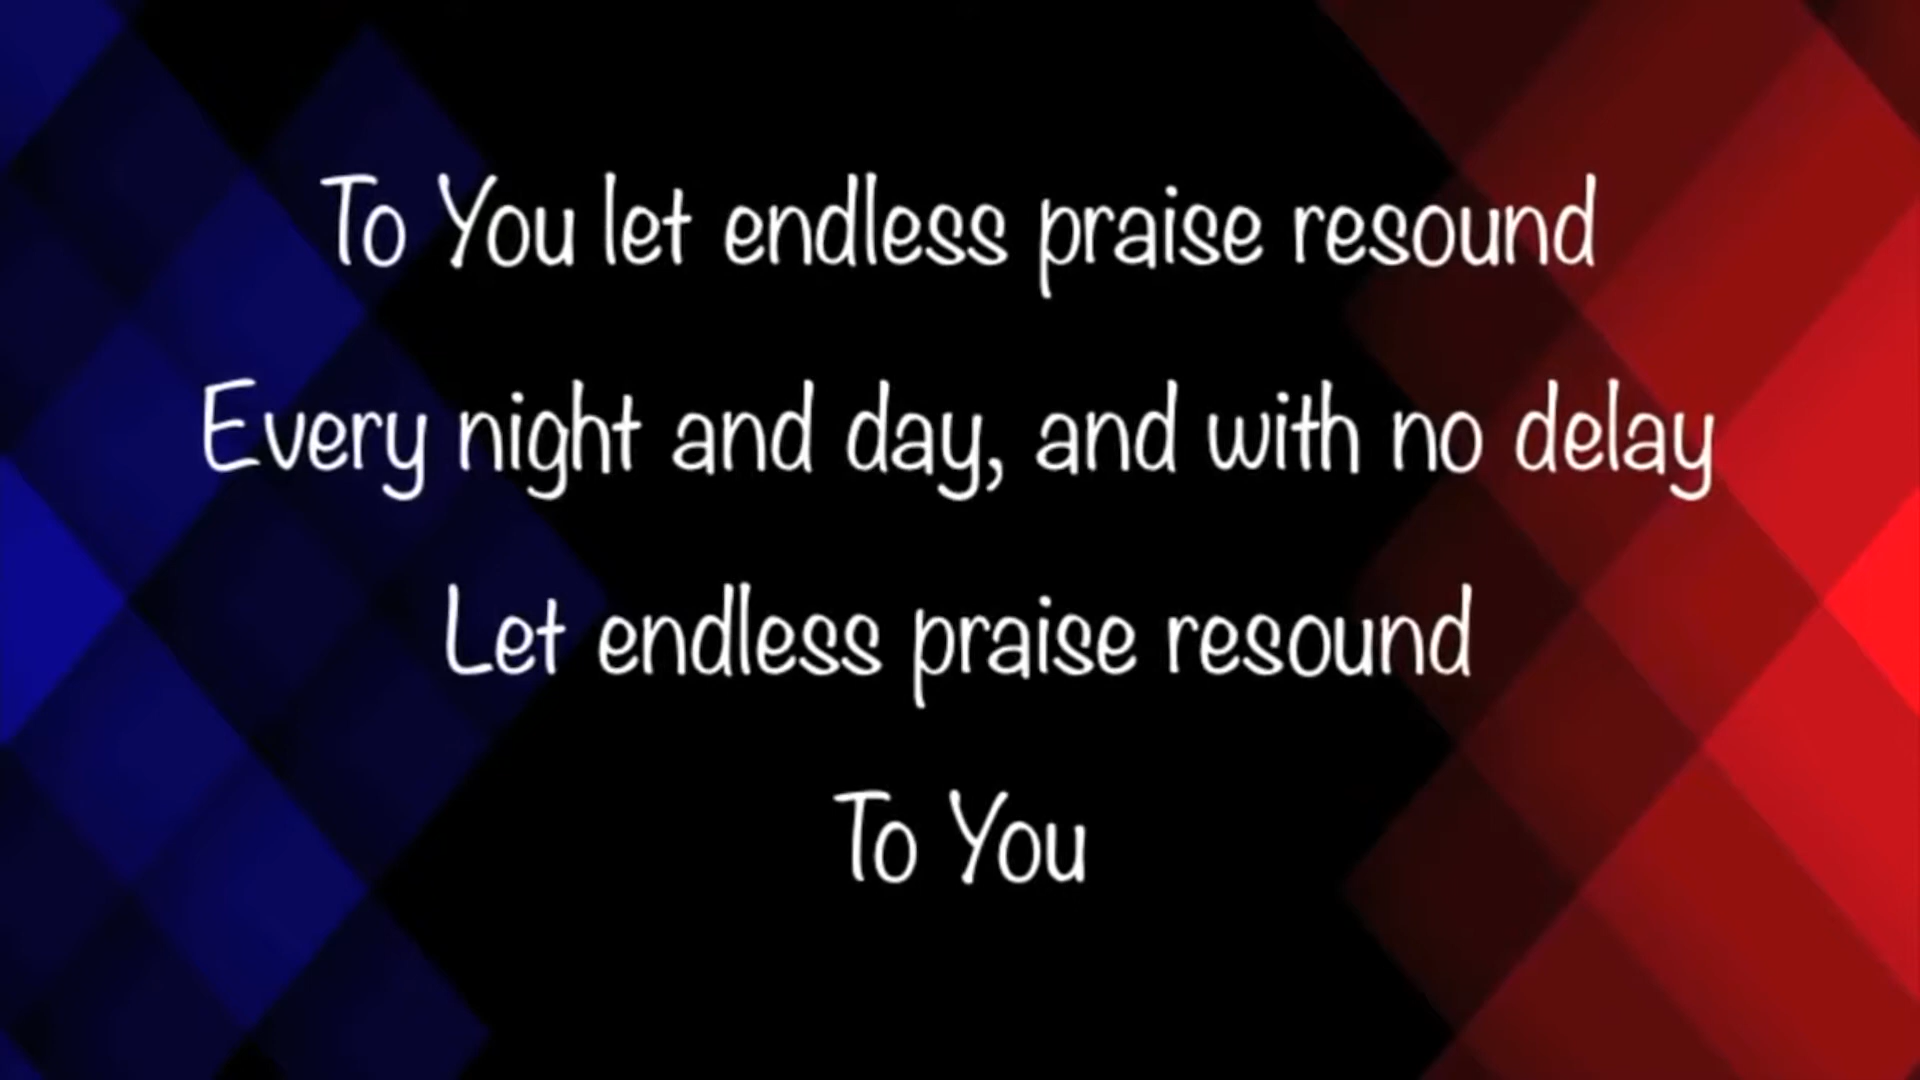 To You let endless praise resound
Every night and day, and with no delay
Let endless praise resound
To You